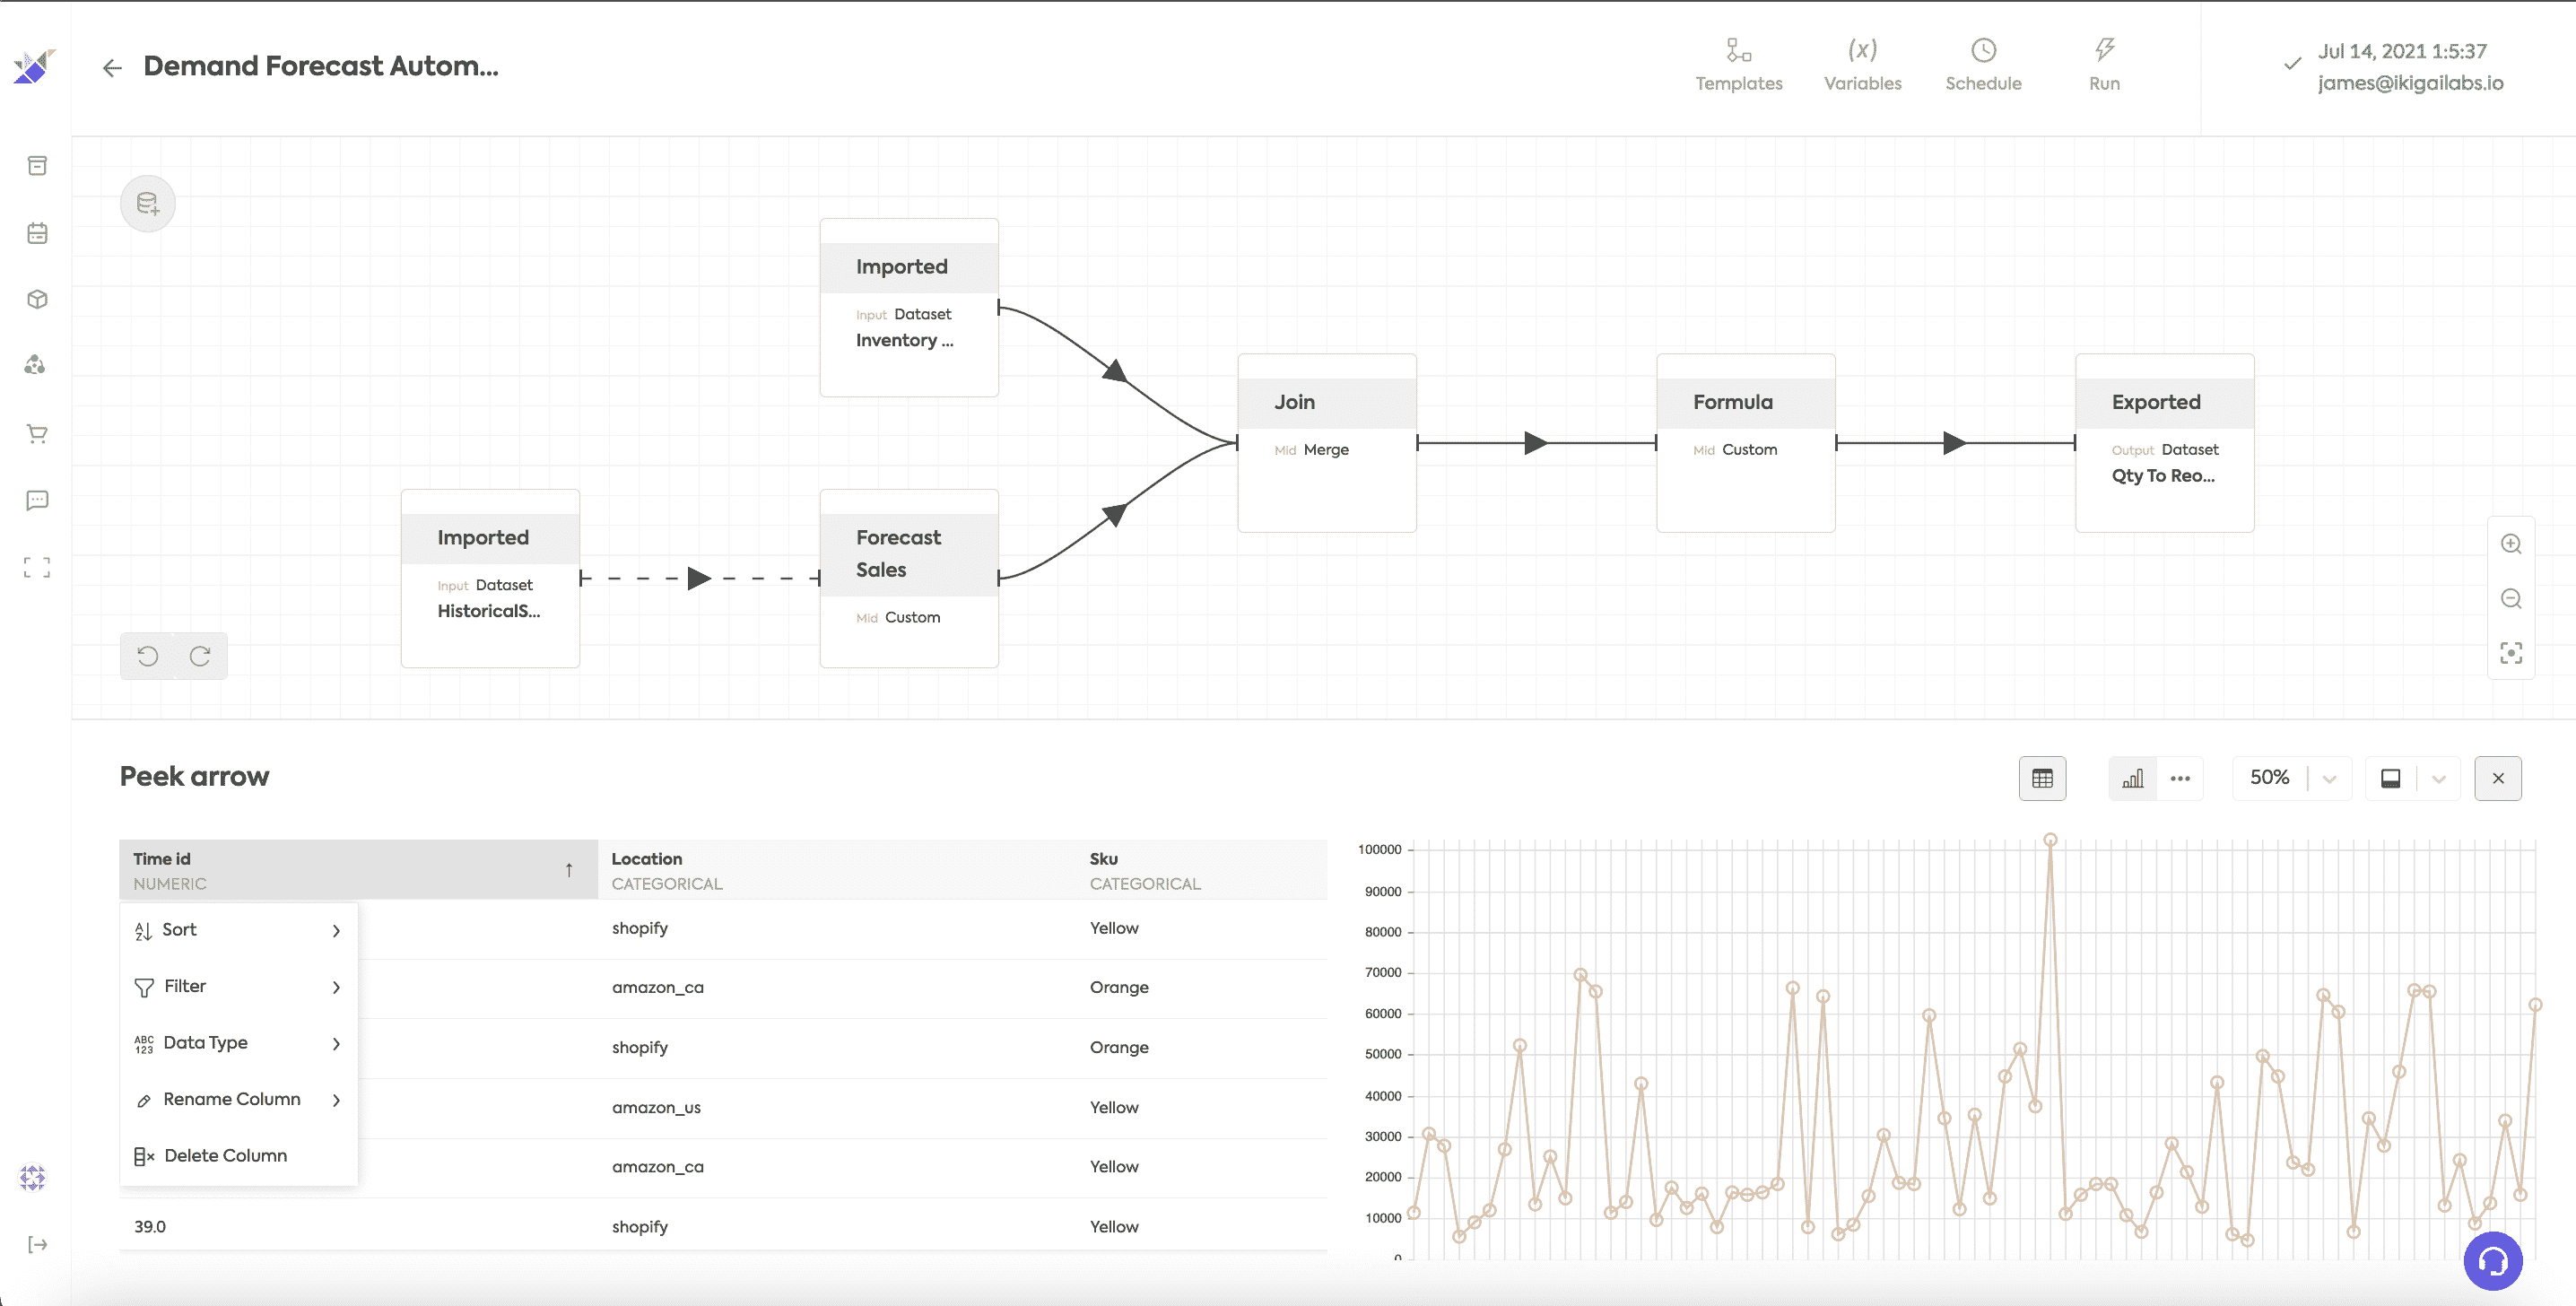 Demand Forecast Autom...
Templates
Variables
Schedule
Run
Jul 14, 2021 1:5:37
james@ikigailabs.io
Imported
Input Dataset
Inventory ...
Imported
Input Dataset
HistoricalS...
Forecast
Sales
Mid Custom
Join
Mid Merge
Formula
Mid Custom
Exported
Output Dataset
Qty To Reo...
Peek arrow
50%
Time id
NUMERIC
Location
CATEGORICAL
Sku
CATEGORICAL
Sort
Filter
ABC
123
Data Type
Rename Column
Delete Column
shopify Yellow
amazon_ca Orange
shopify Orange
amazon_us Yellow
amazon_ca Yellow
39.0 shopify Yellow
100000
90000
80000
70000
60000
50000
40000
30000
20000
10000
0